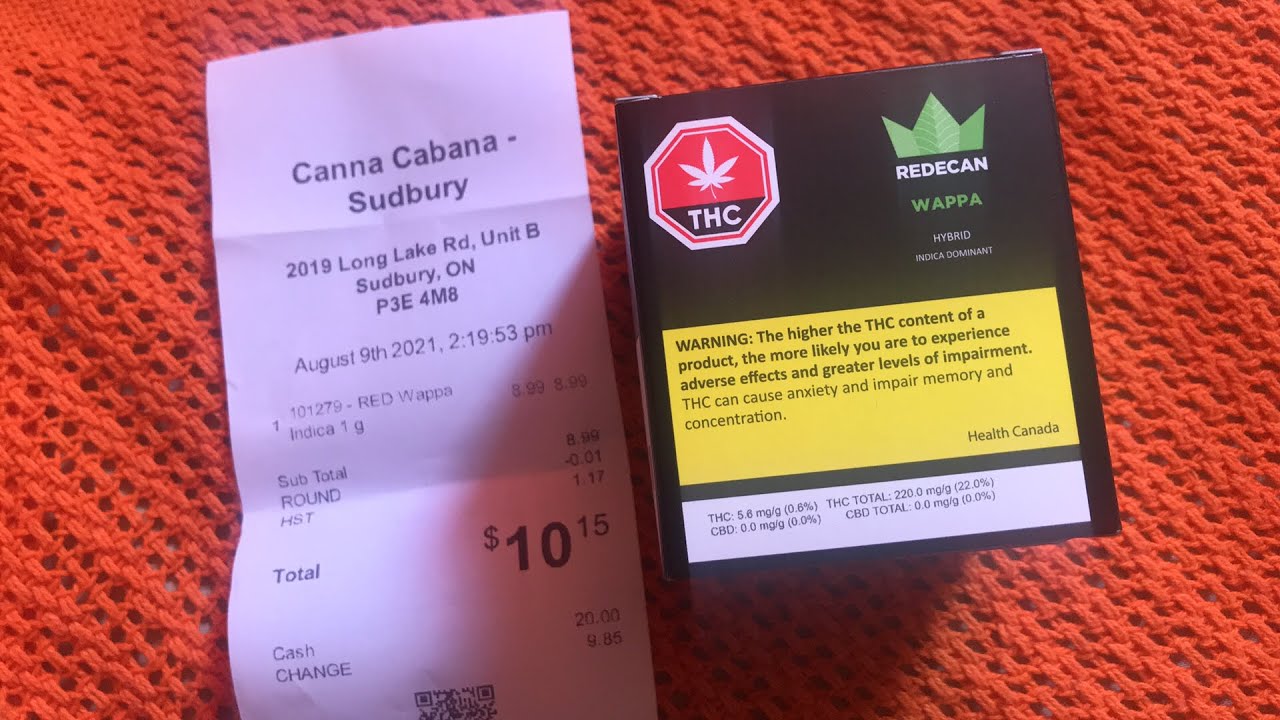 Canna Cabana -
Sudbury
2019 Long Lake Rd, Unit B
Sudbury, ON
P3E 4M8
August 9th 2021, 2:19:53 pm
1 101279 - RED Wappa 8.99 8.99
Indica 1 g
Sub Total 8.99
ROUND -0.01
HST 1.17
Total $10 15
Cash 20.00
CHANGE 9.85
THC
REDECAN
WAPPA
HYBRID
INDICA DOMINANT
WARNING: The higher the THC content of a
product, the more likely you are to experience
adverse effects and greater levels of impairment.
THC can cause anxiety and impair memory and
concentration.
Health Canada
THC: 5.6 mg/g (0.6%) THC TOTAL: 220.0 mg/g (22.0%)
CBD: 0.0 mg/g (0.0%) CBD TOTAL: 0.0 mg/g (0.0%)